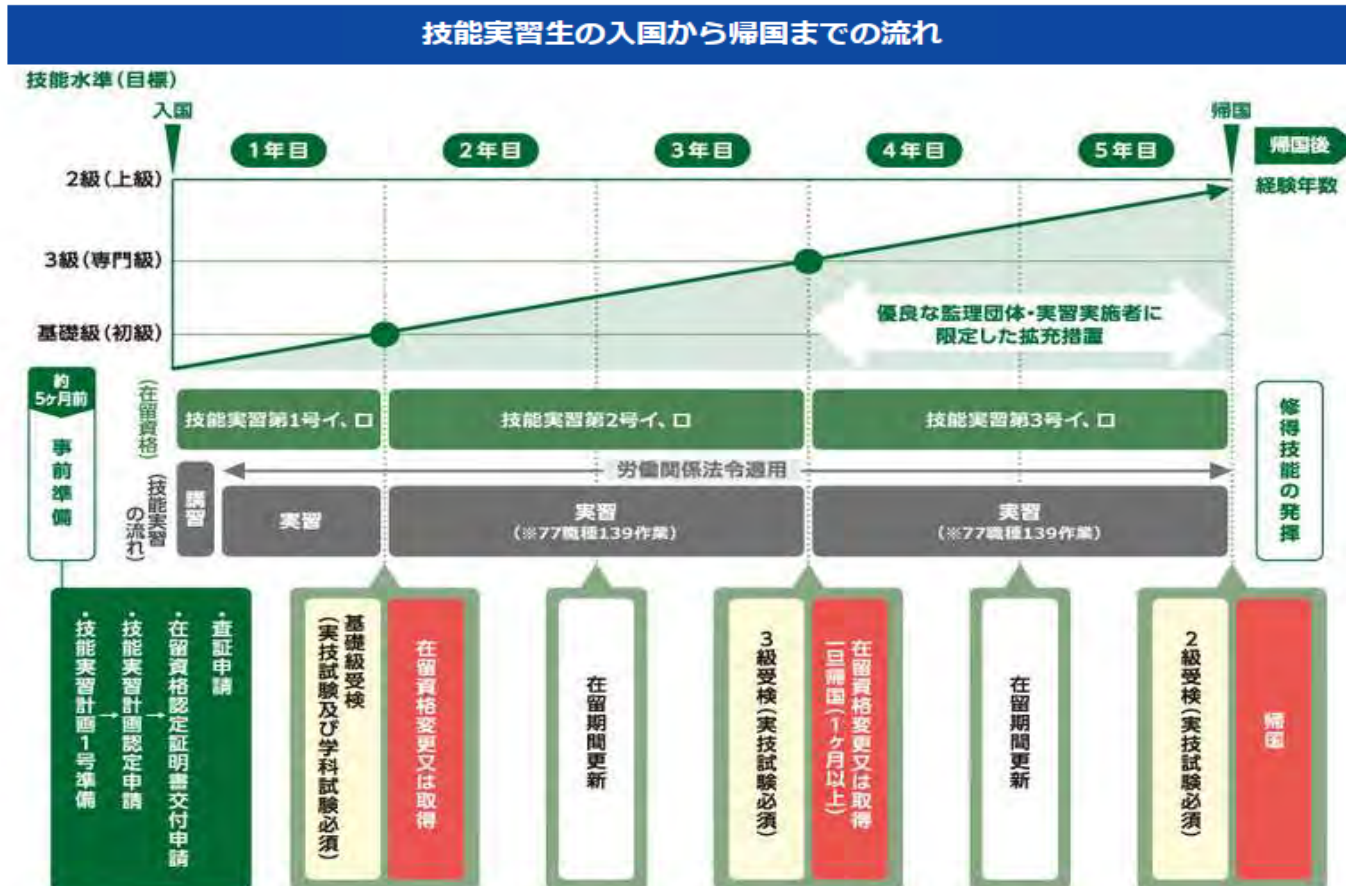 技能実習生の入国から帰国までの流れ
技能水準(目標)
入国
帰国
1年目
2年目
3年目
4年目
5年目
帰国後
経験年数
2級(上級)
3級(専門級)
基礎級(初級)
優良な監理団体・実習実施者に
限定した拡充措置
約
5ヶ月前
事前準備
(在留資格)
技能実習第1号イ、ロ
技能実習第2号イ、ロ
技能実習第3号イ、ロ
修得技能の発揮
労働関係法令適用
(技能実習
の流れ)
講習
実習
実習
(※77職種139作業)
実習
(※77職種139作業)
・技能実習計画1号準備
→
・技能実習計画認定申請
→
・在留資格認定証明書交付申請
・査証申請
基礎級受検
(実技試験及び学科試験必須)
在留資格変更又は取得
在留期間更新
3級受検(実技試験必須)
在留資格変更又は取得
一旦帰国(1ヶ月以上)
在留期間更新
2級受検(実技試験必須)
帰国